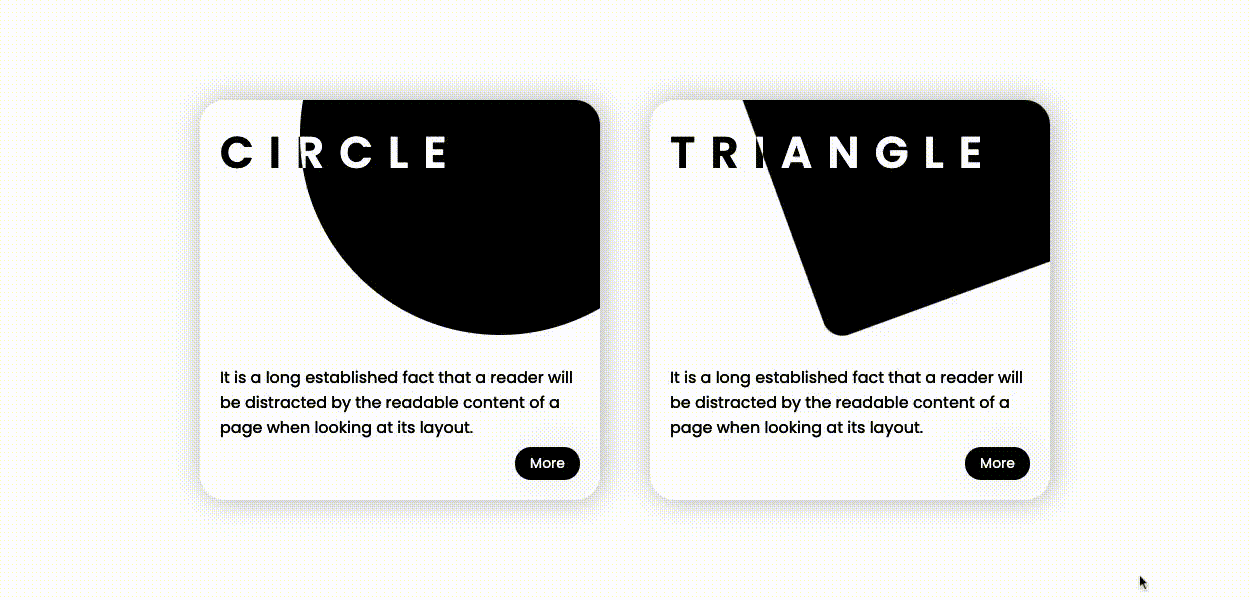 CIRCLE
It is a long established fact that a reader will
be distracted by the readable content of a
page when looking at its layout.
More
TRIANGLE
It is a long established fact that a reader will
be distracted by the readable content of a
page when looking at its layout.
More